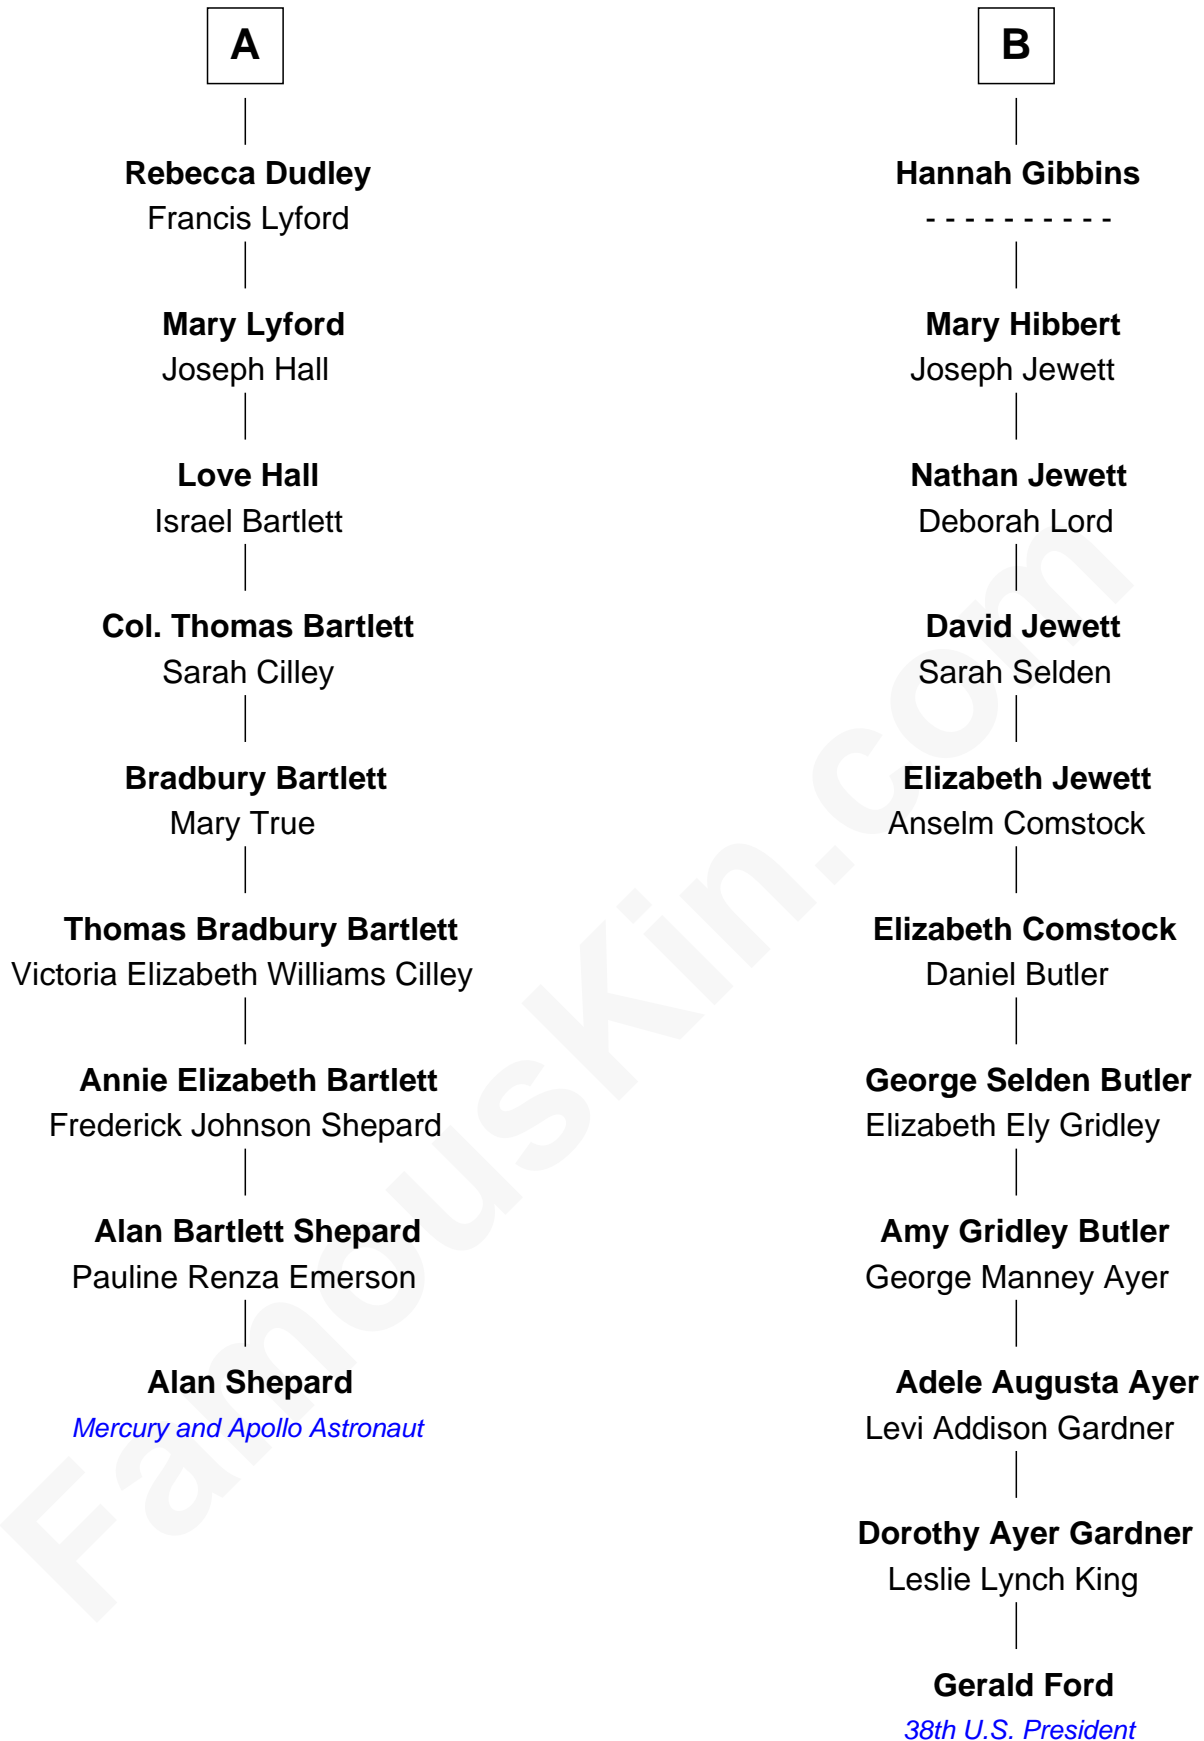 A
Rebecca Dudley
Francis Lyford
Mary Lyford
Joseph Hall
Love Hall
Israel Bartlett
Col. Thomas Bartlett
Sarah Cilley
Bradbury Bartlett
Mary True
Thomas Bradbury Bartlett
Victoria Elizabeth Williams Cilley
Annie Elizabeth Bartlett
Frederick Johnson Shepard
Alan Bartlett Shepard
Pauline Renza Emerson
Alan Shepard
Mercury and Apollo Astronaut
B
Hannah Gibbins
- - - - - - - - - -
Mary Hibbert
Joseph Jewett
Nathan Jewett
Deborah Lord
David Jewett
Sarah Selden
Elizabeth Jewett
Anselm Comstock
Elizabeth Comstock
Daniel Butler
George Selden Butler
Elizabeth Ely Gridley
Amy Gridley Butler
George Manney Ayer
Adele Augusta Ayer
Levi Addison Gardner
Dorothy Ayer Gardner
Leslie Lynch King
Gerald Ford
38th U.S. President
FamousKin.com